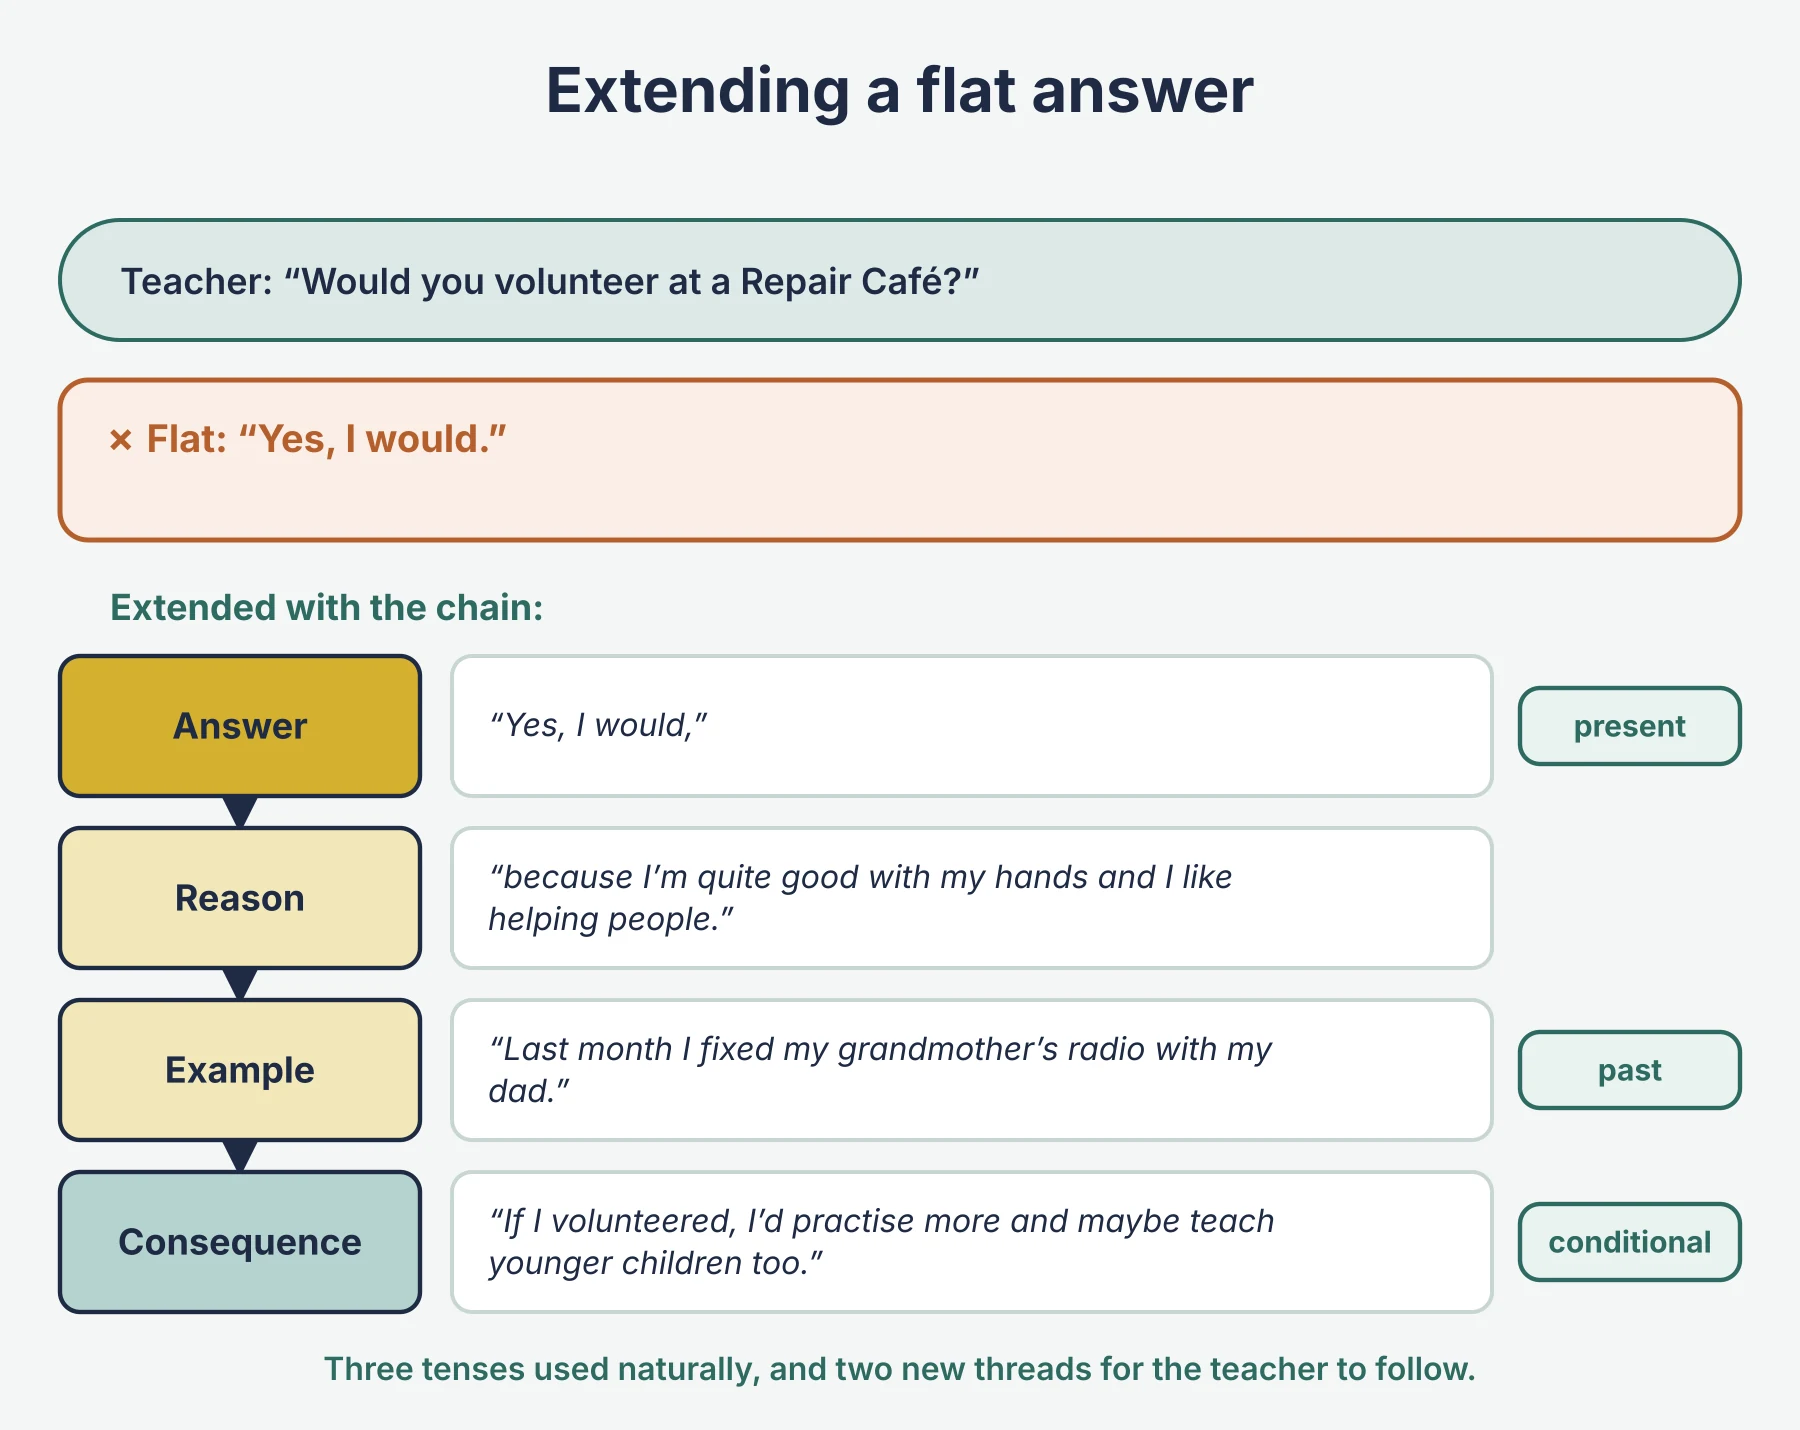 Extending a flat answer
Teacher: “Would you volunteer at a Repair Café?”
× Flat: “Yes, I would.”
Extended with the chain:
Answer
“Yes, I would,”
present
Reason
“because I’m quite good with my hands and I like
helping people.”
Example
“Last month I fixed my grandmother’s radio with my
dad.”
past
Consequence
“If I volunteered, I’d practise more and maybe teach
younger children too.”
conditional
Three tenses used naturally, and two new threads for the teacher to follow.